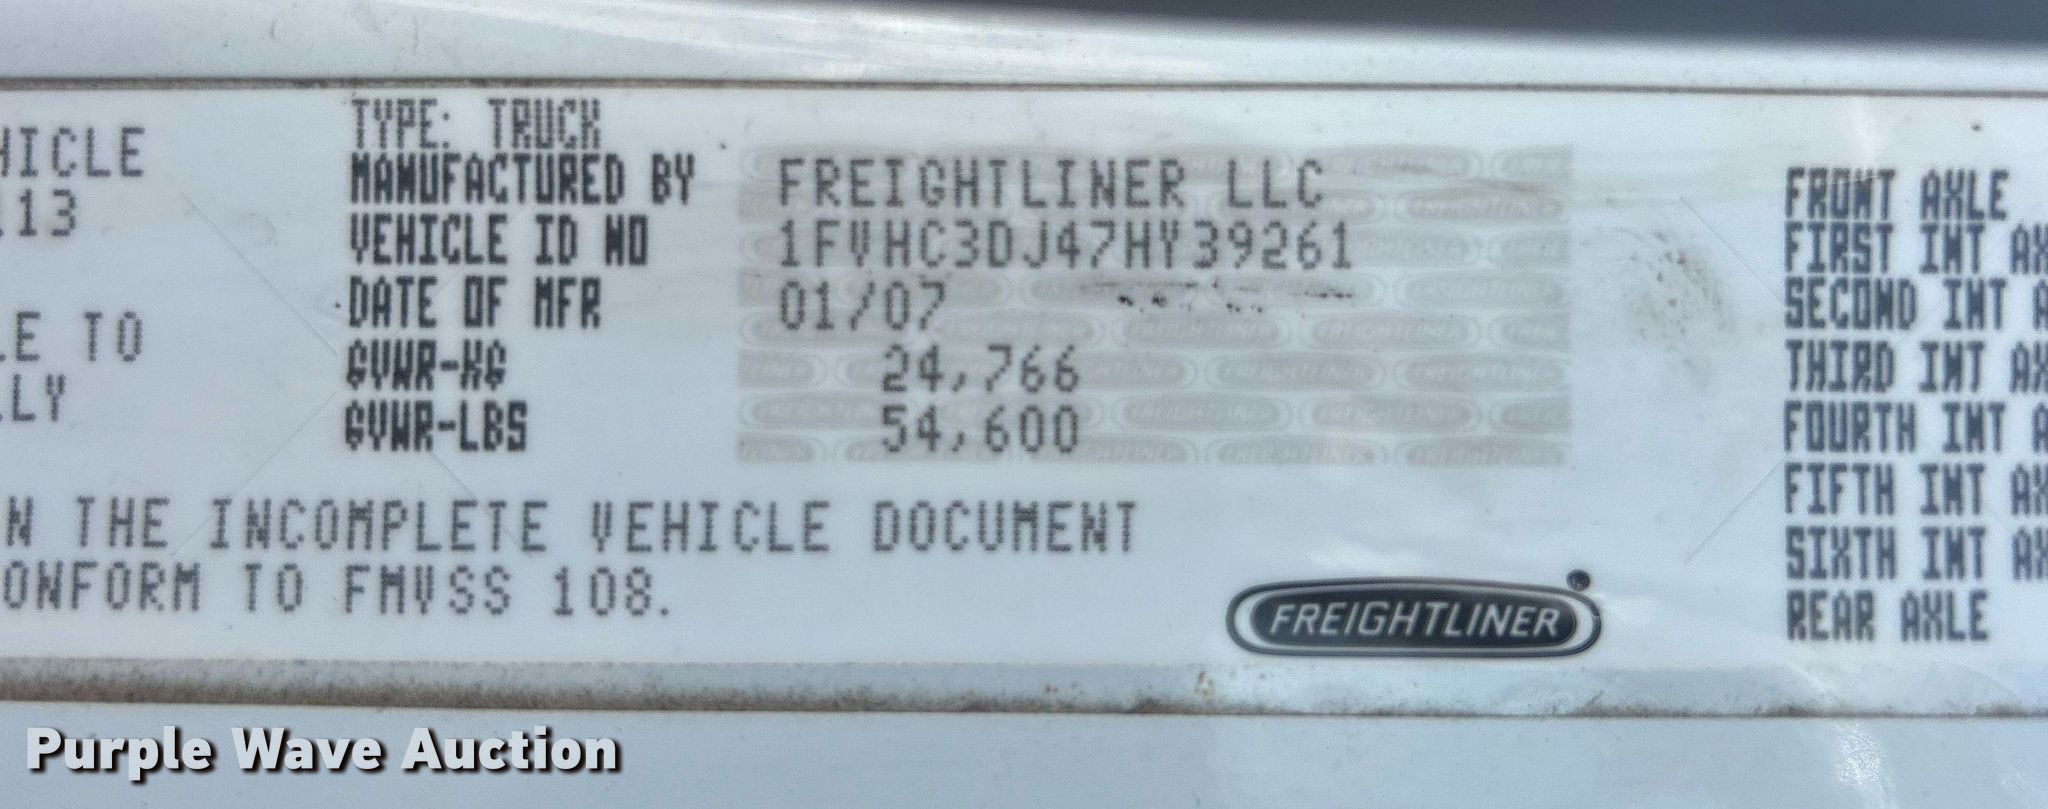 HICLE
113
LE TO
LLY
TYPE: TRUCK
MANUFACTURED BY FREIGHTLINER LLC
VEHICLE ID NO 1FVHC3DJ47HY39261
DATE OF MFR 01/07
GVWR-KG 24,766
GVWR-LBS 54,600
N THE INCOMPLETE VEHICLE DOCUMENT
ONFORM TO FMVSS 108.
FREIGHTLINER
FRONT AXLE
FIRST INT AX
SECOND INT A
THIRD INT AX
FOURTH INT A
FIFTH INT AX
SIXTH INT AX
REAR AXLE
Purple Wave Auction